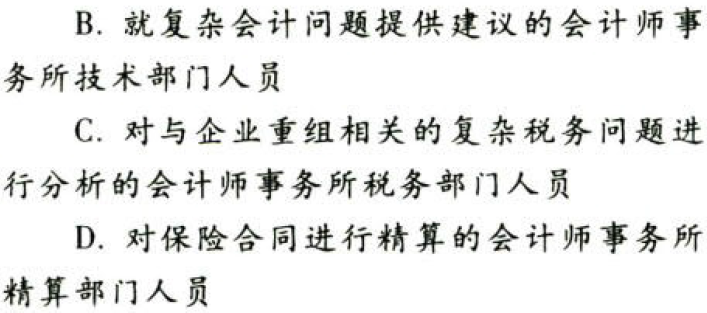 B. 就复杂会计问题提供建议的会计师事
务所技术部门人员
C. 对与企业重组相关的复杂税务问题进
行分析的会计师事务所税务部门人员
D. 对保险合同进行精算的会计师事务所
精算部门人员